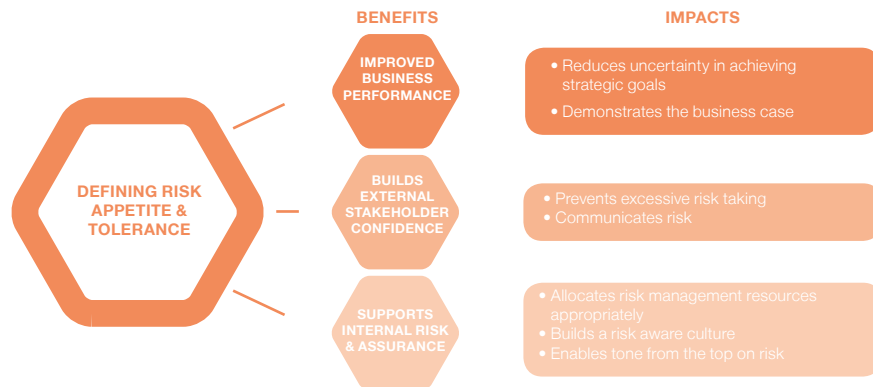 BENEFITS
IMPACTS
DEFINING RISK
APPETITE &
TOLERANCE
IMPROVED
BUSINESS
PERFORMANCE
• Reduces uncertainty in achieving
strategic goals
• Demonstrates the business case
BUILDS
EXTERNAL
STAKEHOLDER
CONFIDENCE
• Prevents excessive risk taking
• Communicates risk
SUPPORTS
INTERNAL RISK
& ASSURANCE
• Allocates risk management resources
appropriately
• Builds a risk aware culture
• Enables tone from the top on risk